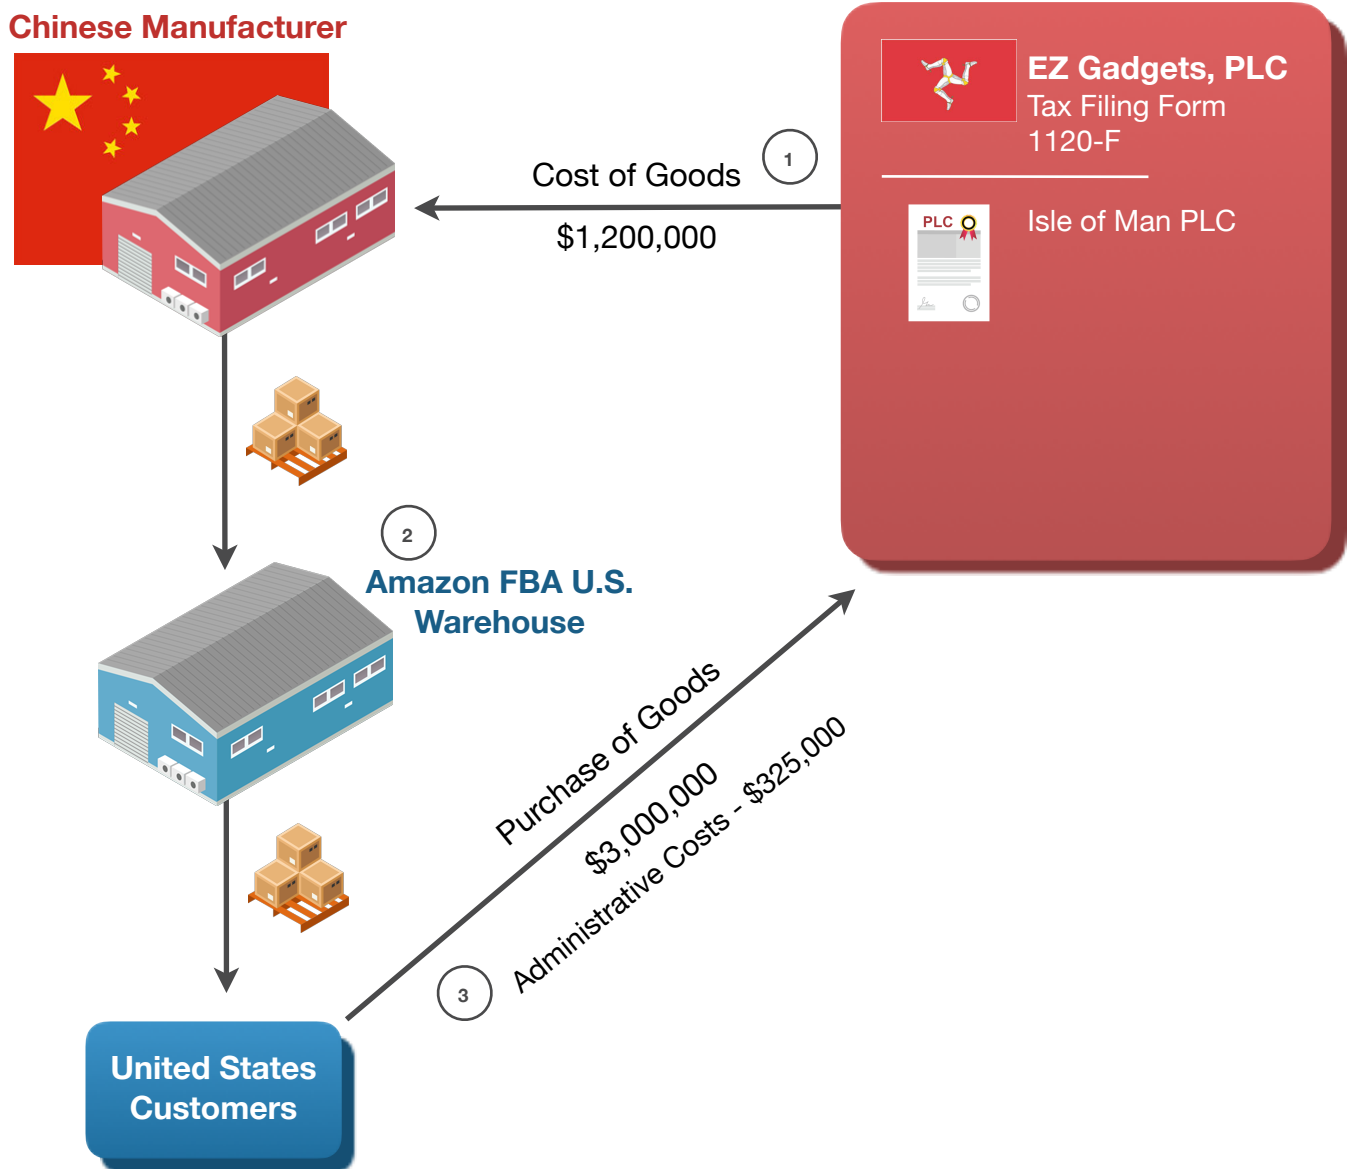 Chinese Manufacturer
EZ Gadgets, PLC
Tax Filing Form
1120-F
PLC
Isle of Man PLC
Cost of Goods
1
$1,200,000
2
Amazon FBA U.S.
Warehouse
Purchase of Goods
$3,000,000
Administrative Costs - $325,000
3
United States
Customers